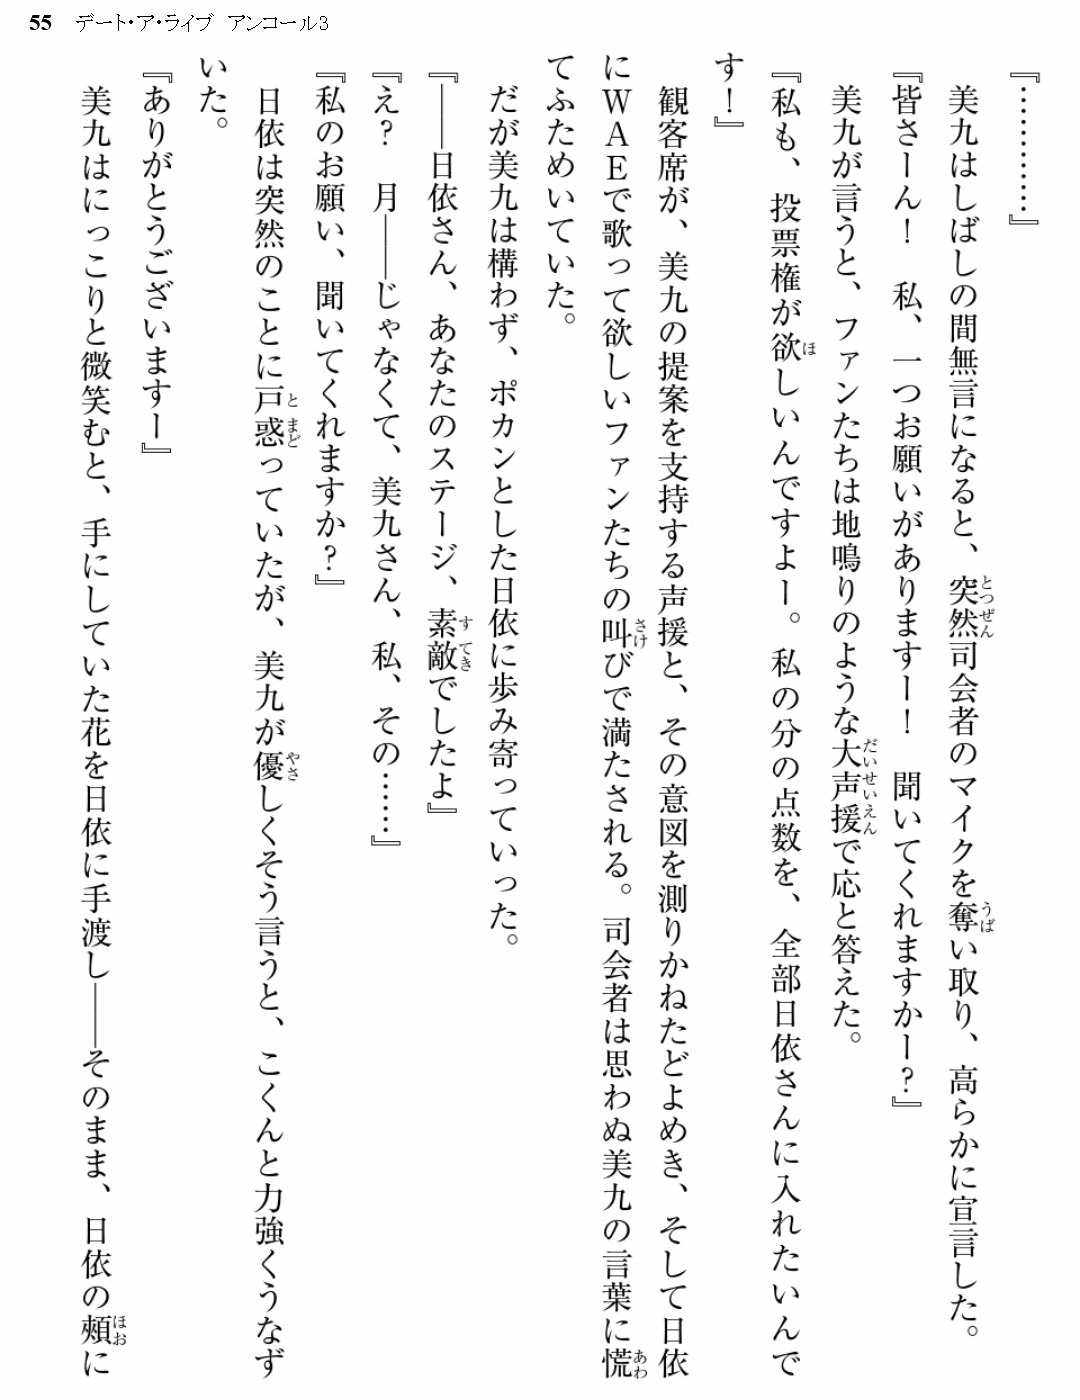 55 デート・ア・ライブ アンコール3
『…………』
　美九はしばしの間無言になると、突然司会者のマイクを奪い取り、高らかに宣言した。
『皆さーん！　私、一つお願いがありますー！　聞いてくれますかー？』
　美九が言うと、ファンたちは地鳴りのような大声援で応と答えた。
『私も、投票権が欲しいんですよー。私の分の点数を、全部日依さんに入れたいんで
す！』
　観客席が、美九の提案を支持する声援と、その意図を測りかねたどよめき、そして日依
にＷＡＥで歌って欲しいファンたちの叫びで満たされる。司会者は思わぬ美九の言葉に慌
てふためいていた。
　だが美九は構わず、ポカンとした日依に歩み寄っていった。
『――日依さん、あなたのステージ、素敵でしたよ』
『え？　月――じゃなくて、美九さん、私、その……』
『私のお願い、聞いてくれますか？』
　日依は突然のことに戸惑っていたが、美九が優しくそう言うと、こくんと力強くうなず
いた。
『ありがとうございますー』
　美九はにっこりと微笑むと、手にしていた花を日依に手渡し――そのまま、日依の頬に